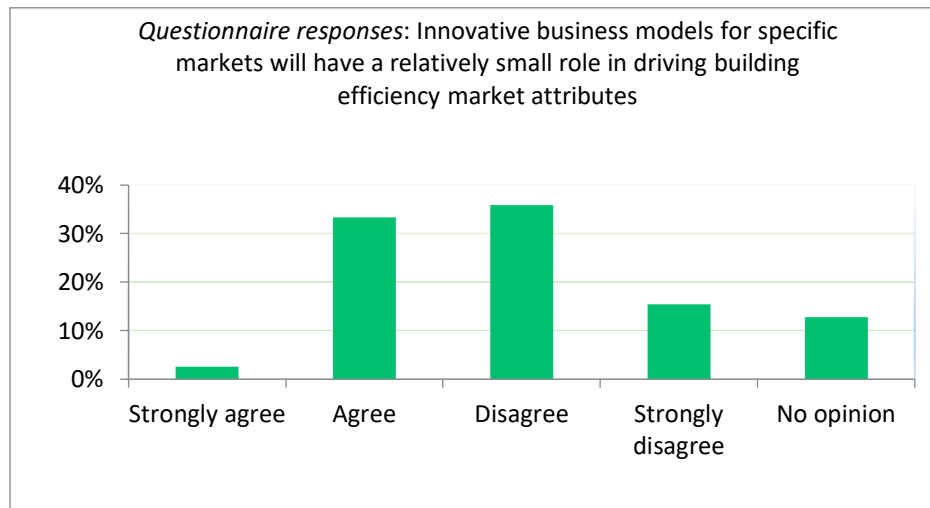 Questionnaire responses: Innovative business models for specific
markets will have a relatively small role in driving building
efficiency market attributes
40%
30%
20%
10%
0%
Strongly agree
Agree
Disagree
Strongly
disagree
No opinion